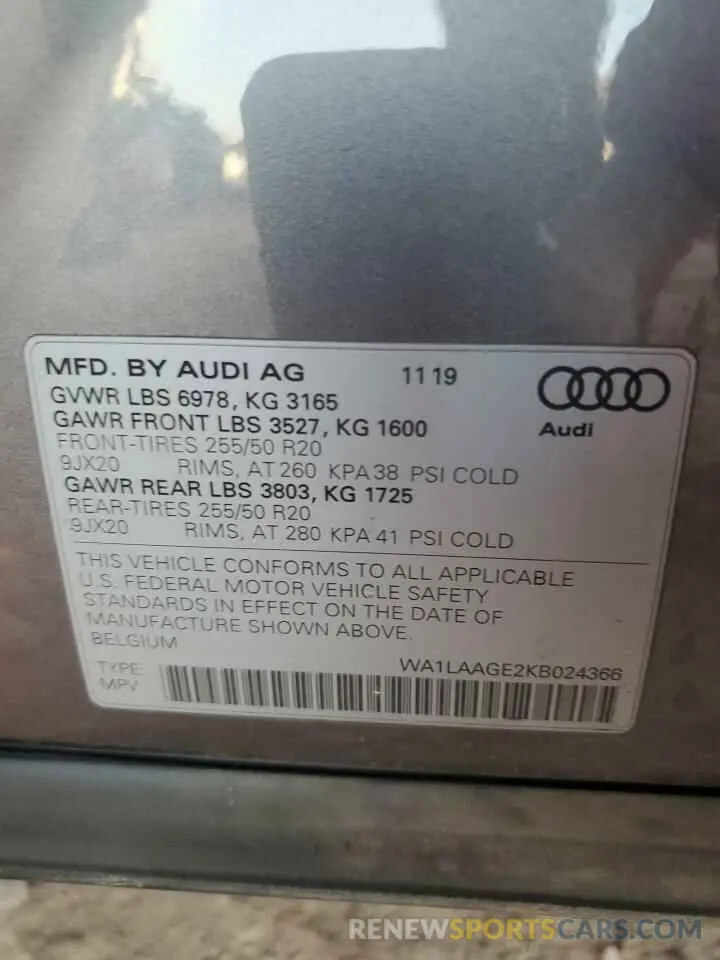 MFD. BY AUDI AG 11 19
GVWR LBS 6978, KG 3165
GAWR FRONT LBS 3527, KG 1600
Audi
FRONT-TIRES 255/50 R20
9JX20 RIMS, AT 260 KPA 38 PSI COLD
GAWR REAR LBS 3803, KG 1725
REAR-TIRES 255/50 R20
9JX20 RIMS, AT 280 KPA 41 PSI COLD
THIS VEHICLE CONFORMS TO ALL APPLICABLE
U.S. FEDERAL MOTOR VEHICLE SAFETY
STANDARDS IN EFFECT ON THE DATE OF
MANUFACTURE SHOWN ABOVE.
BELGIUM
WA1LAAGE2KB024366
TYPE:
MPV
RENEWSPORTSCARS.COM